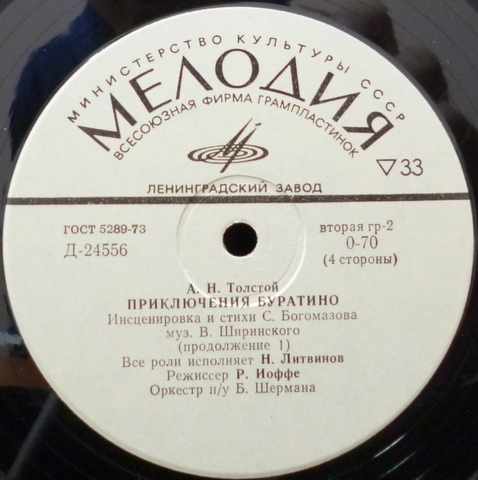 МИНИСТЕРСТВО КУЛЬТУРЫ СССР
МЕЛОДИЯ
ВСЕСОЮЗНАЯ ФИРМА ГРАМПЛАСТИНОК
▽33
ЛЕНИНГРАДСКИЙ ЗАВОД
ГОСТ 5289-73
Д-24556
вторая гр-2
0-70
(4 стороны)
А. Н. Толстой
ПРИКЛЮЧЕНИЯ БУРАТИНО
Инсценировка и стихи С. Богомазова
муз. В. Ширинского
(продолжение 1)
Все роли исполняет Н. Литвинов
Режиссер Р. Иоффе
Оркестр п/у Б. Шермана